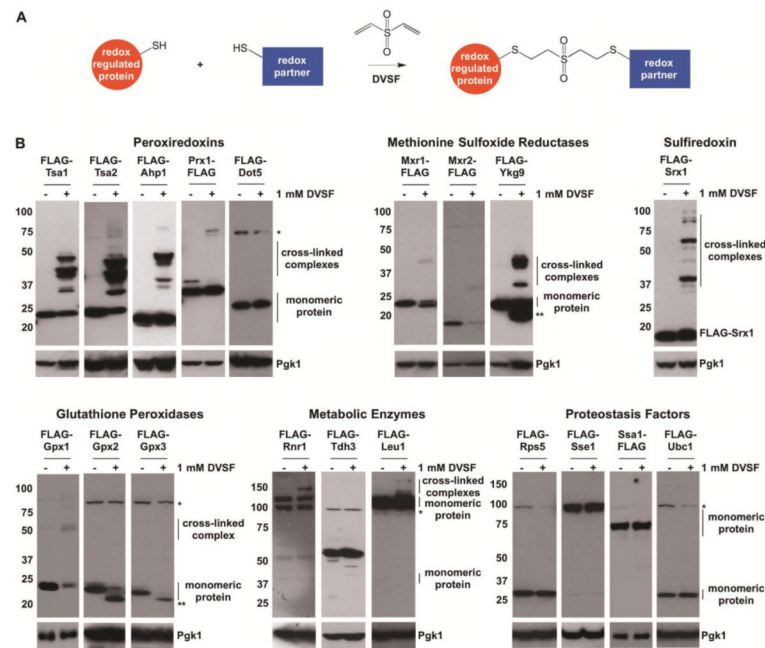 A
redox
regulated
protein
SH
+
HS
redox
partner
O
S
O
DVSF
redox
regulated
protein
S
O
S
O
S
redox
partner
B
Peroxiredoxins
FLAG-
Tsa1
FLAG-
Tsa2
FLAG-
Ahp1
Prx1-
FLAG
FLAG-
Dot5
- + - + - + - + - + 1 mM DVSF
100
75
50
37
25
20
*
cross-linked
complexes
monomeric
protein
Pgk1
Methionine Sulfoxide Reductases
Mxr1-
FLAG
Mxr2-
FLAG
FLAG-
Ykg9
- + - + - + 1 mM DVSF
100
75
50
37
25
20
cross-linked
complexes
monomeric
protein
**
Pgk1
Sulfiredoxin
FLAG-
Srx1
- + 1 mM DVSF
100
75
50
37
25
20
cross-linked
complexes
FLAG-Srx1
Pgk1
Glutathione Peroxidases
FLAG-
Gpx1
FLAG-
Gpx2
FLAG-
Gpx3
- + - + - + 1 mM DVSF
100
75
50
37
25
20
*
cross-linked
complex
monomeric
protein
**
Pgk1
Metabolic Enzymes
FLAG-
Rnr1
FLAG-
Tdh3
FLAG-
Leu1
- + - + - + 1 mM DVSF
150
100
75
50
37
25
cross-linked
complexes
monomeric
protein
*
monomeric
protein
Pgk1
Proteostasis Factors
FLAG-
Rps5
FLAG-
Sse1
Ssa1-
FLAG
FLAG-
Ubc1
- + - + - + - + 1 mM DVSF
150
100
75
50
37
25
*
monomeric
protein
monomeric
protein
Pgk1